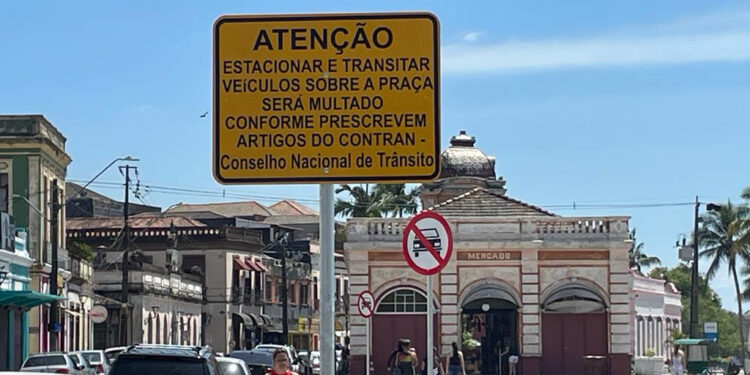 ATENÇÃO
ESTACIONAR E TRANSITAR
VEÍCULOS SOBRE A PRAÇA
SERÁ MULTADO
CONFORME PRESCREVEM
ARTIGOS DO CONTRAN -
Conselho Nacional de Trânsito
MERCADO